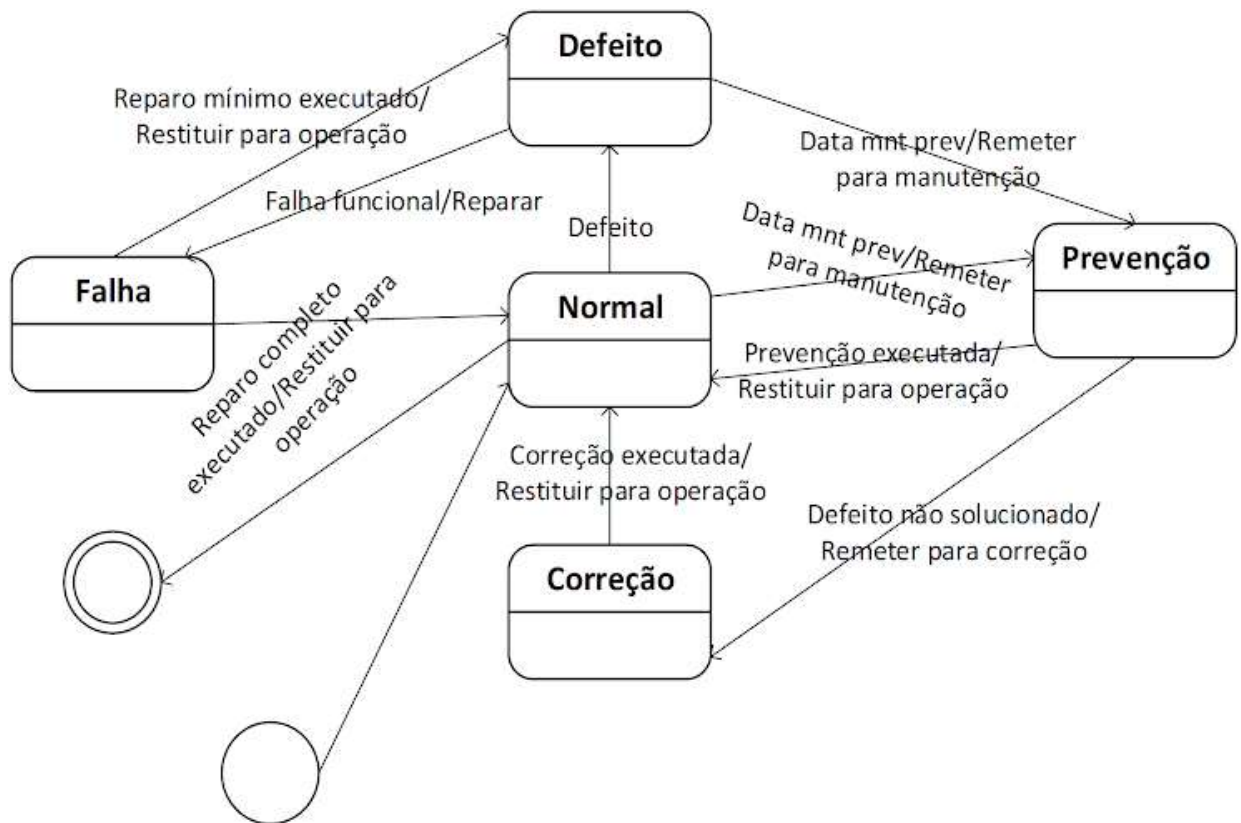 Defeito
Reparo mínimo executado/
Restituir para operação
Data mnt prev/Remeter
para manutenção
Falha funcional/Reparar
Defeito
Data mnt prev/Remeter
para manutenção
Prevenção
Falha
Normal
Reparo completo
executado/Restituir para
operação
Prevenção executada/
Restituir para operação
Correção executada/
Restituir para operação
Defeito não solucionado/
Remeter para correção
Correção